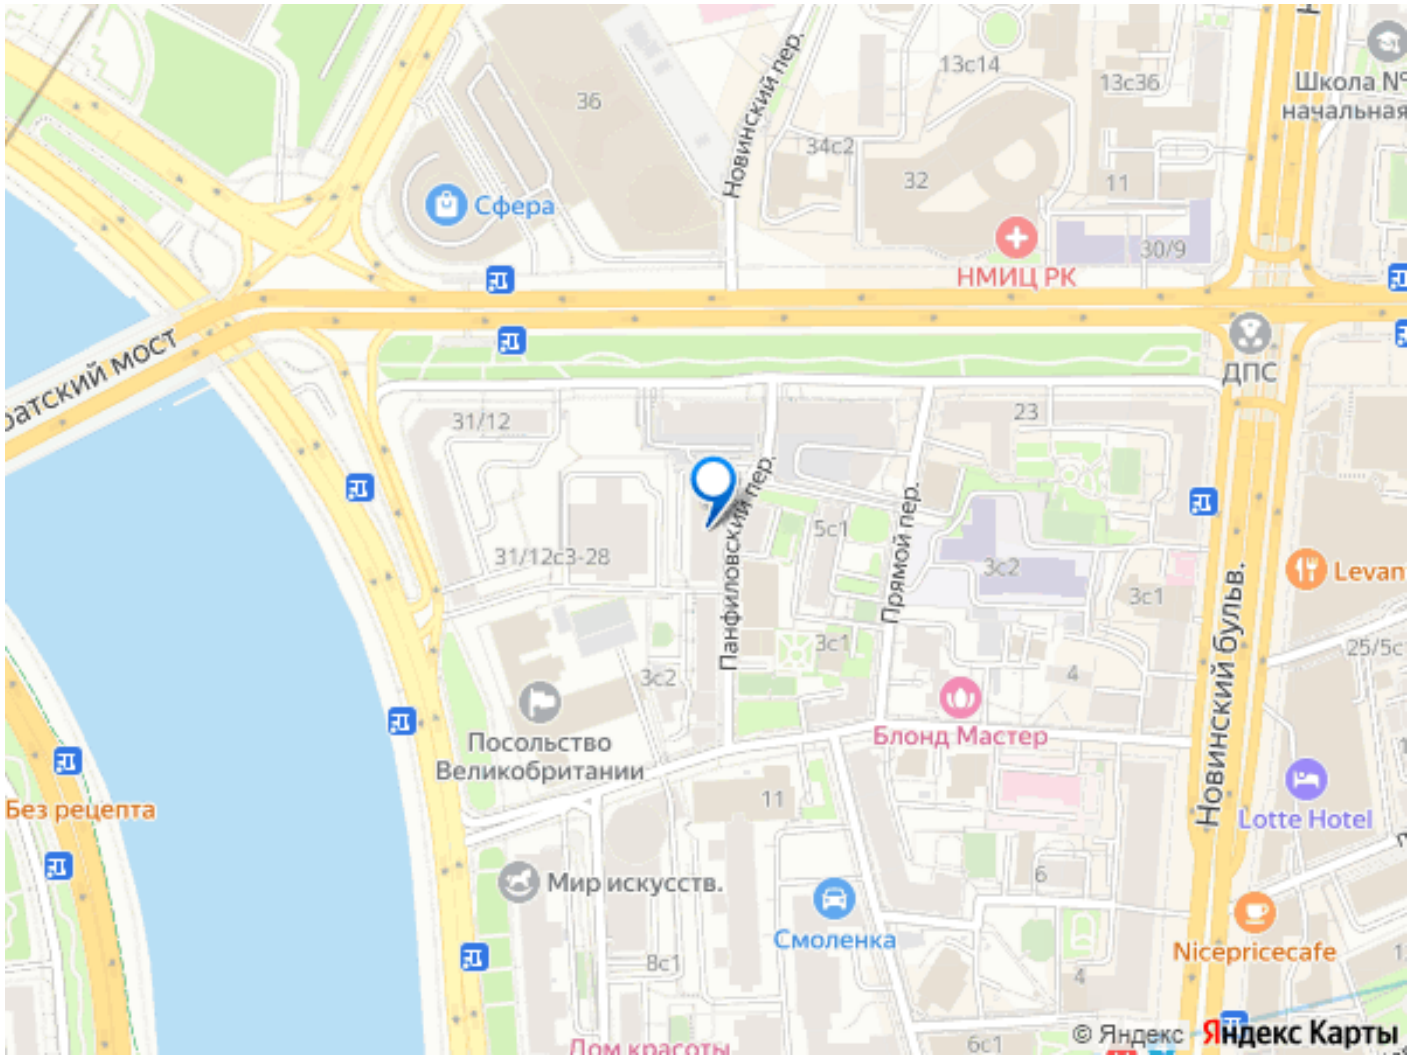 Новинский пер.
36
13с14
13с36
Школа №
начальная
34с2
32
11
Сфера
30/9
НМИЦ РК
ратский мост
ДПС
31/12
23
Панфиловский пер.
5с1
Прямой пер.
31/12с3-28
3с2
3с1
Levan
Новинский бульв.
25/5с1
3с1
3с2
4
Посольство
Великобритании
Блонд Мастер
Без рецепта
11
Lotte Hotel
Мир искусств.
6
Смоленка
Nicepricecafe
8с1
4
6с1
Дом красоты
© Яндекс Яндекс Карты